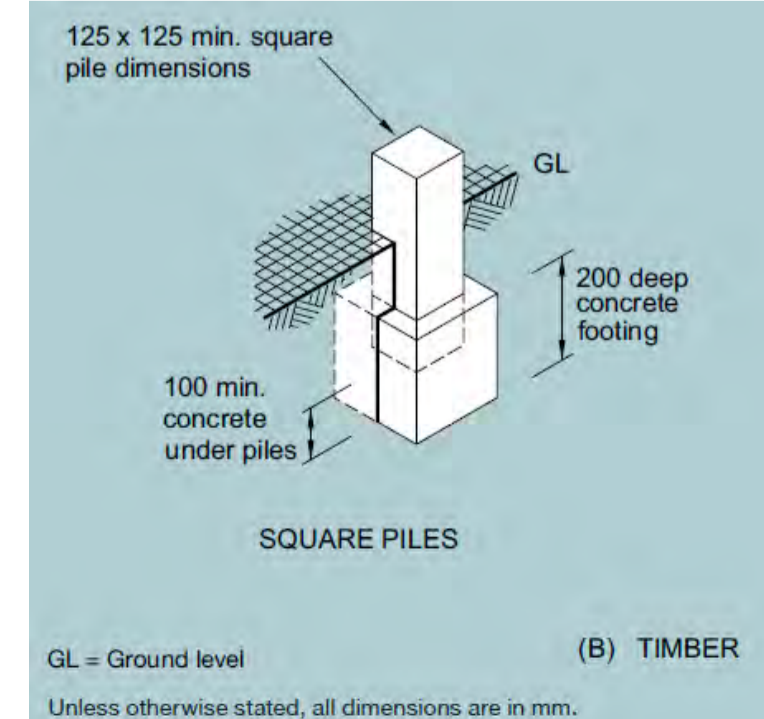 125 x 125 min. square
pile dimensions
GL
200 deep
concrete
footing
100 min.
concrete
under piles
SQUARE PILES
(B) TIMBER
GL = Ground level
Unless otherwise stated, all dimensions are in mm.